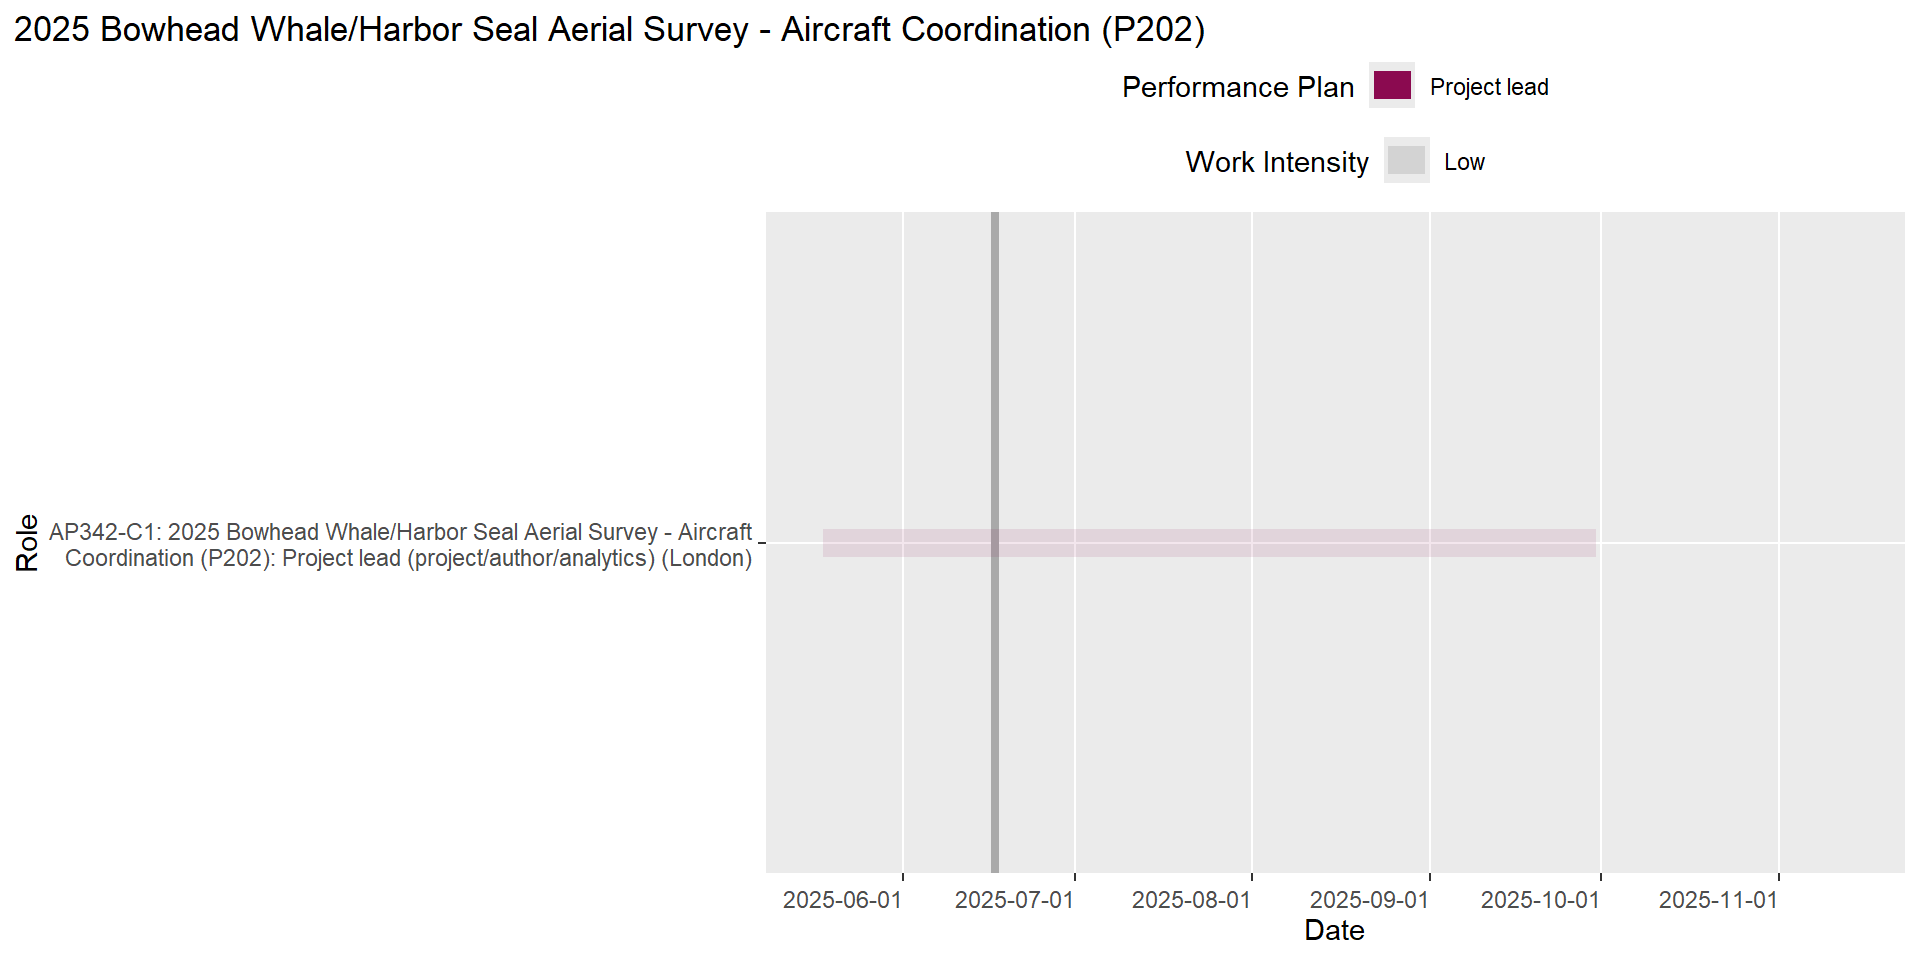 2025 Bowhead Whale/Harbor Seal Aerial Survey - Aircraft Coordination (P202)
Performance Plan Project lead
Work Intensity Low
Role
AP342-C1: 2025 Bowhead Whale/Harbor Seal Aerial Survey - Aircraft
Coordination (P202): Project lead (project/author/analytics) (London)
2025-06-01 2025-07-01 2025-08-01 2025-09-01 2025-10-01 2025-11-01
Date